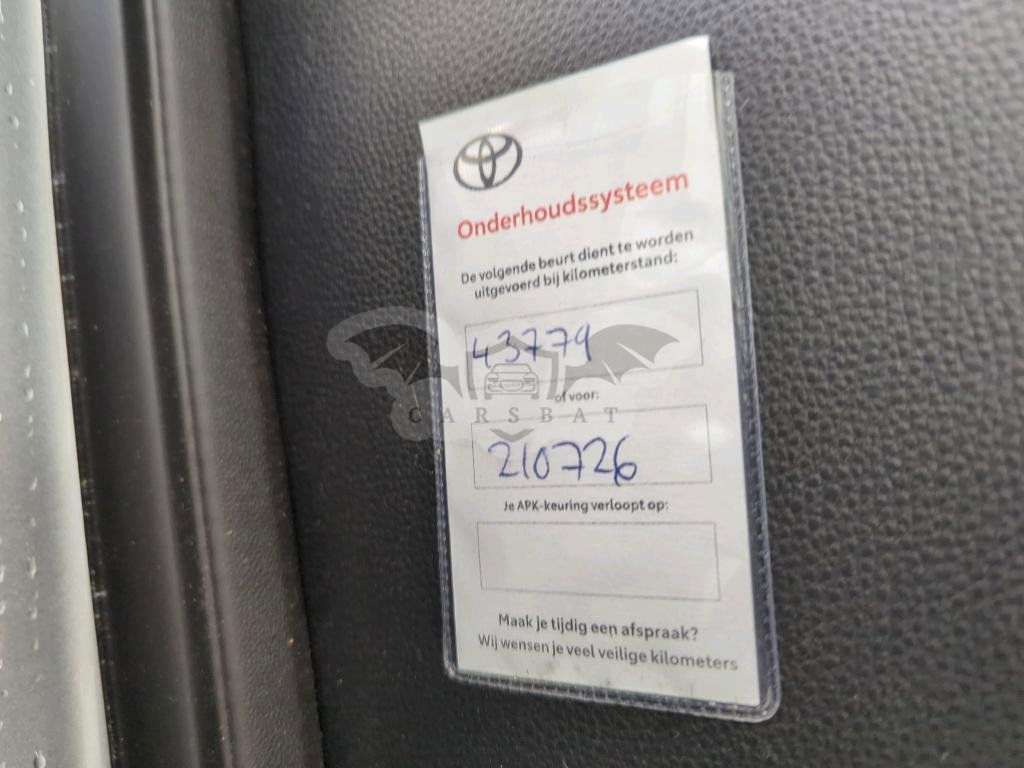 Onderhoudssysteem
De volgende beurt dient te worden
uitgevoerd bij kilometerstand:
43779
of voor:
CARSBAT
210726
Je APK-keuring verloopt op:
Maak je tijdig een afspraak?
Wij wensen je veel veilige kilometers